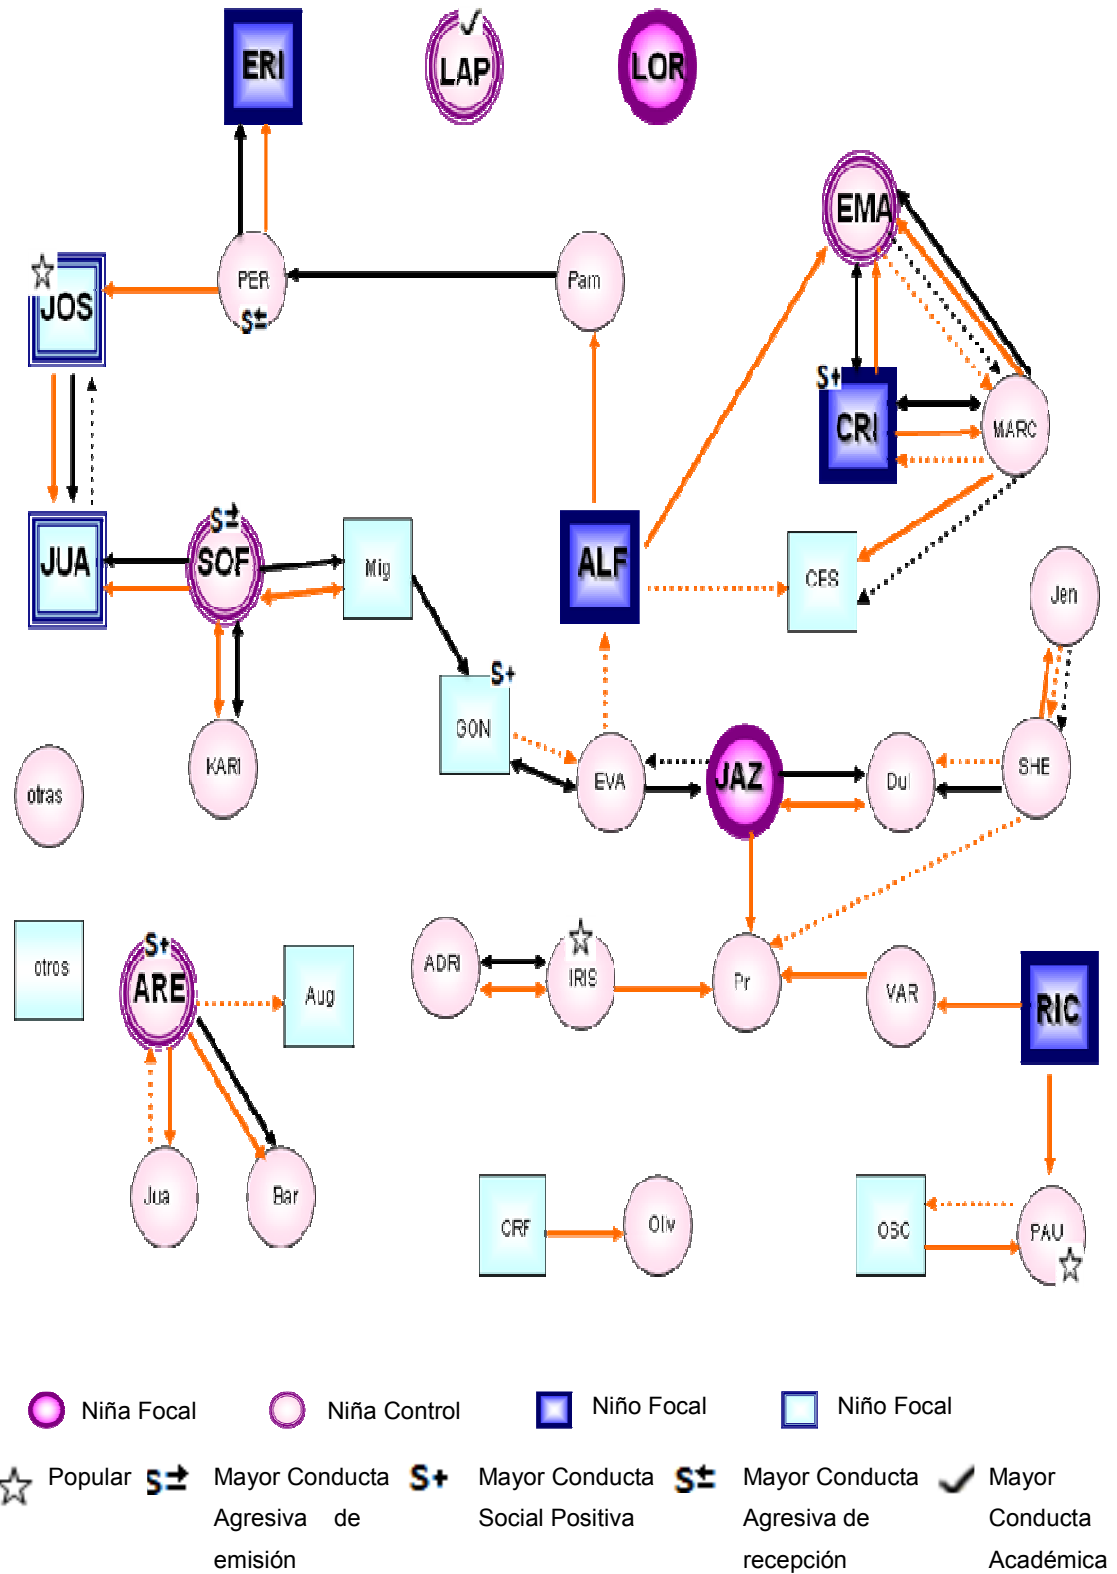 ERI
LAP
LOR
EMA
PER
S±
Pam
JOS
S+
CRI
MARC
JUA
S±
SOF
Mig
ALF
CES
Jen
S+
GON
KARI
otras
EVA
JAZ
Dul
SHE
otros
S+
ARE
Aug
ADRI
IRIS
Pr
VAR
RIC
Jua
Bar
CRF
Oliv
OSC
PAU
Niña Focal Niña Control Niño Focal Niño Focal
Popular S± Mayor Conducta S+ Mayor Conducta S± Mayor Conducta Mayor
Agresiva de Social Positiva Agresiva de Conducta
emisión recepción Académica